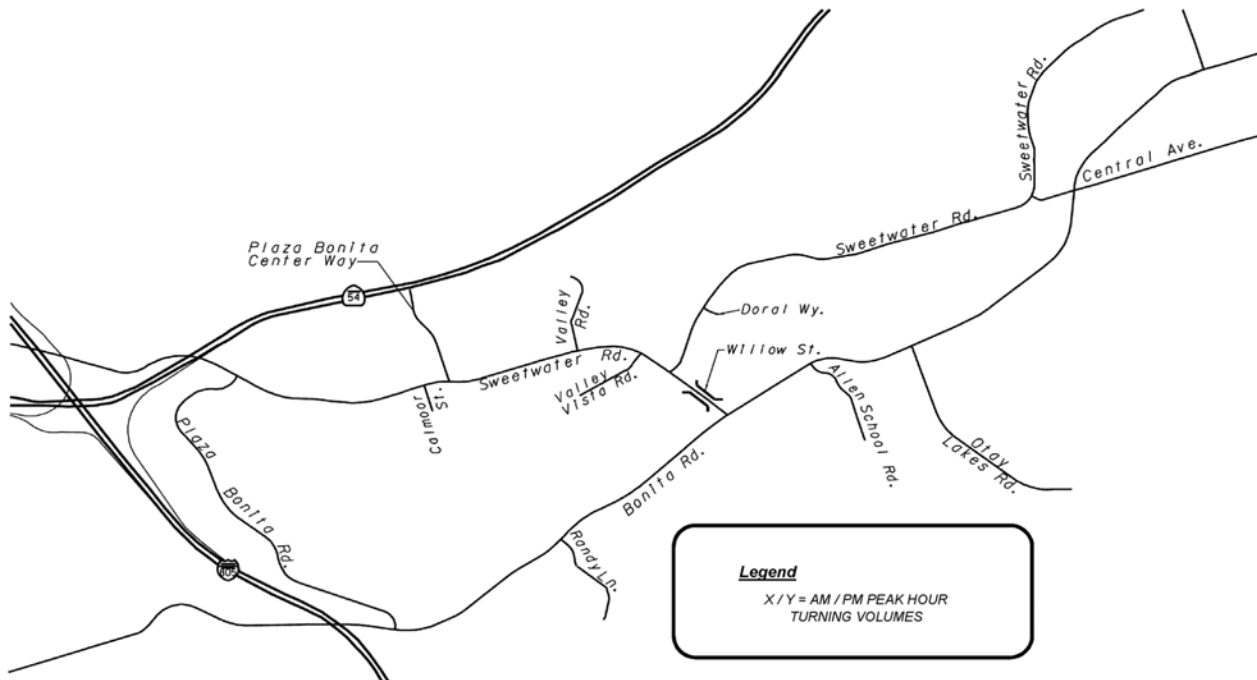 Sweetwater Rd.
Central Ave.
Sweetwater Rd.
Plaza Bonita
Center Way
54
Valley
Rd.
Doral Wy.
Willow St.
Sweetwater Rd.
Valley
Vista Rd.
Calmoor
St.
Allen School Rd.
Otay
Lakes Rd.
Plaza
Bonita Rd.
Bonita Rd.
Randy Ln.
805
Legend
X / Y = AM / PM PEAK HOUR
TURNING VOLUMES